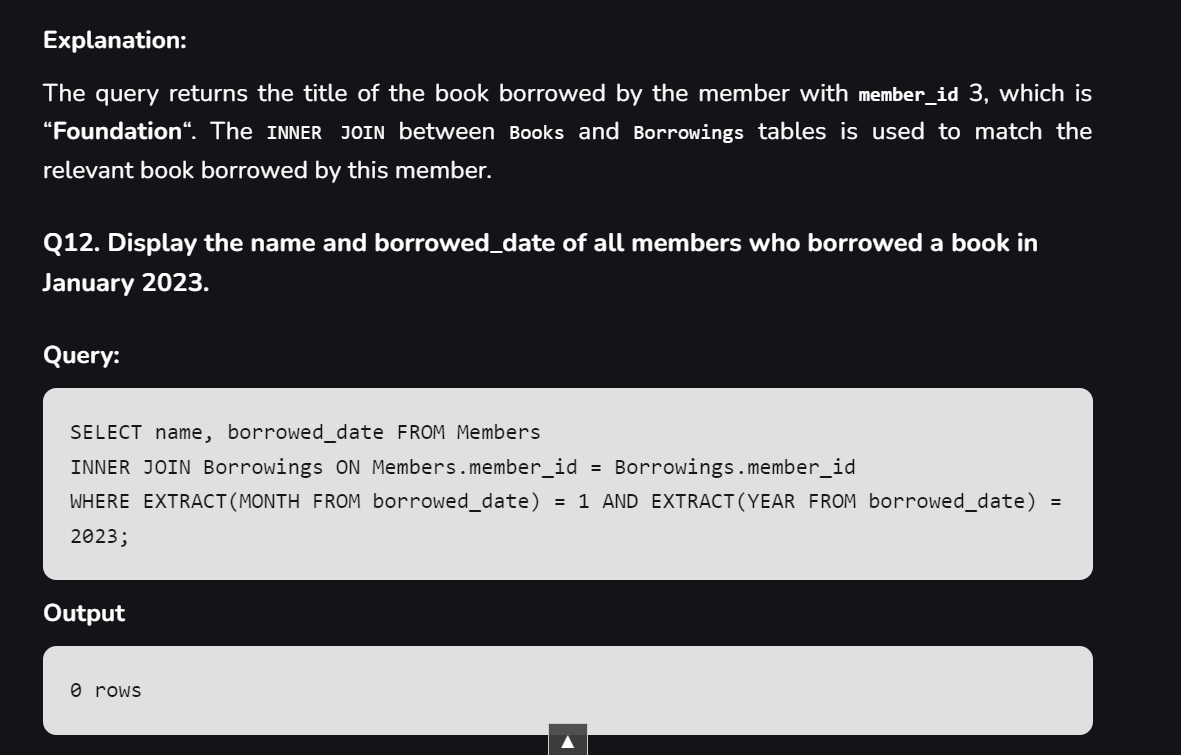 Explanation:
The query returns the title of the book borrowed by the member with member_id 3, which is
“Foundation“. The INNER JOIN between Books and Borrowings tables is used to match the
relevant book borrowed by this member.
Q12. Display the name and borrowed_date of all members who borrowed a book in
January 2023.
Query:
SELECT name, borrowed_date FROM Members
INNER JOIN Borrowings ON Members.member_id = Borrowings.member_id
WHERE EXTRACT(MONTH FROM borrowed_date) = 1 AND EXTRACT(YEAR FROM borrowed_date) =
2023;
Output
0 rows